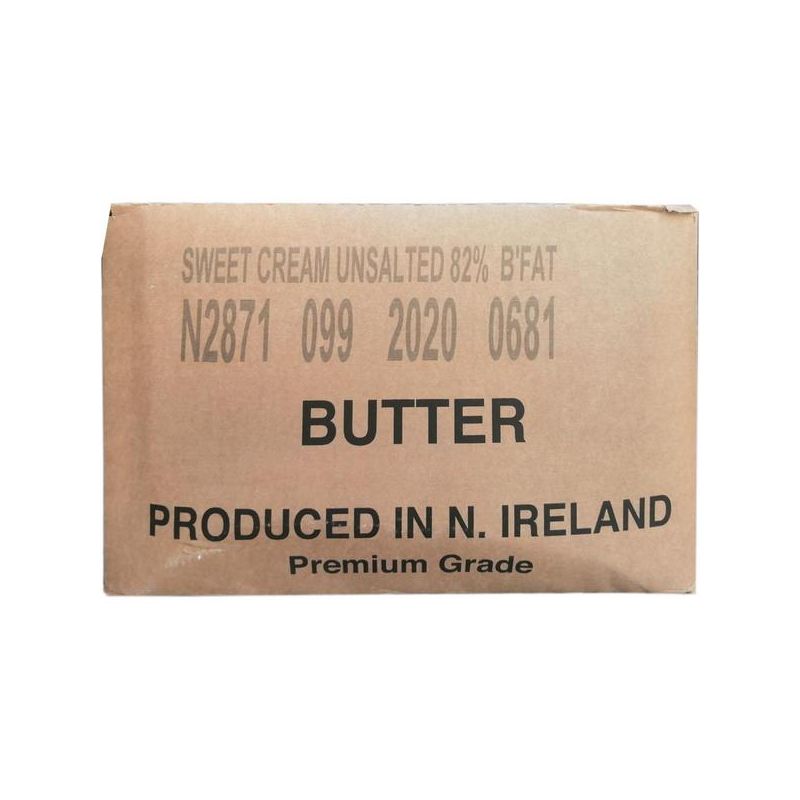 SWEET CREAM UNSALTED 82% B'FAT
N2871 099 2020 0681
BUTTER
PRODUCED IN N. IRELAND
Premium Grade